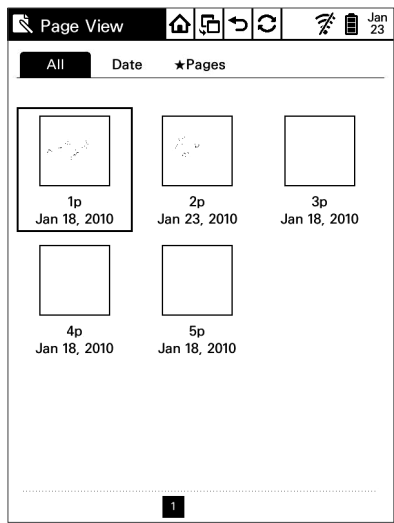 Page View
Jan
23
All Date ★Pages
1p
Jan 18, 2010
2p
Jan 23, 2010
3p
Jan 18, 2010
4p
Jan 18, 2010
5p
Jan 18, 2010
1